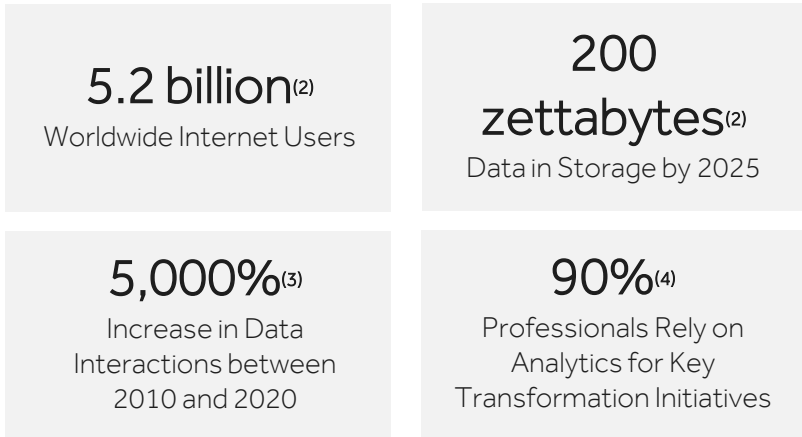 5.2 billion(2)
Worldwide Internet Users
200
zettabytes(2)
Data in Storage by 2025
5,000%(3)
Increase in Data
Interactions between
2010 and 2020
90%(4)
Professionals Rely on
Analytics for Key
Transformation Initiatives